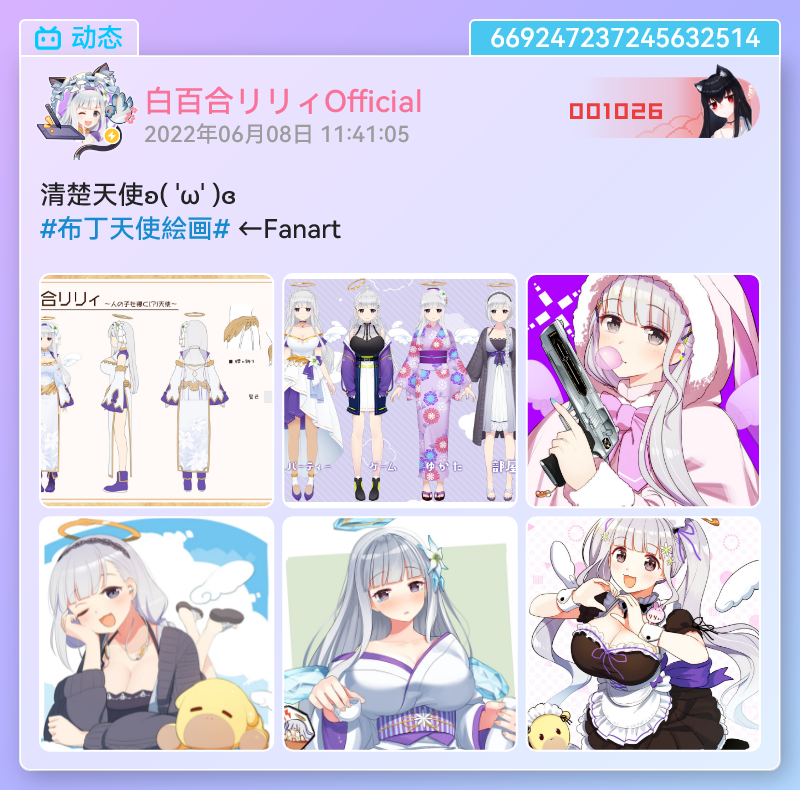 动态
669247237245632514
白百合リリィOfficial
2022年06月08日 11:41:05
001026
清楚天使ʚ( 'ω' )ɞ
#布丁天使絵画# ←Fanart
合リリィ ～人の子を導く(!?)天使～
パーティー
ゲーム
ゆかた
部屋